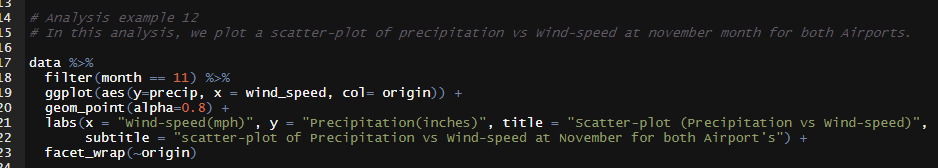 13
14 # Analysis example 12
15 # In this analysis, we plot a scatter-plot of precipitation vs Wind-speed at november month for both Airports.
16
17 data %>%
18   filter(month == 11) %>%
19   ggplot(aes(y=precip, x = wind_speed, col= origin)) +
20   geom_point(alpha=0.8) +
21   labs(x = "Wind-speed(mph)", y = "Precipitation(inches)", title = "Scatter-plot (Precipitation vs Wind-speed)",
22        subtitle = "scatter-plot of Precipitation vs Wind-speed at November for both Airport's") +
23   facet_wrap(~origin)
24